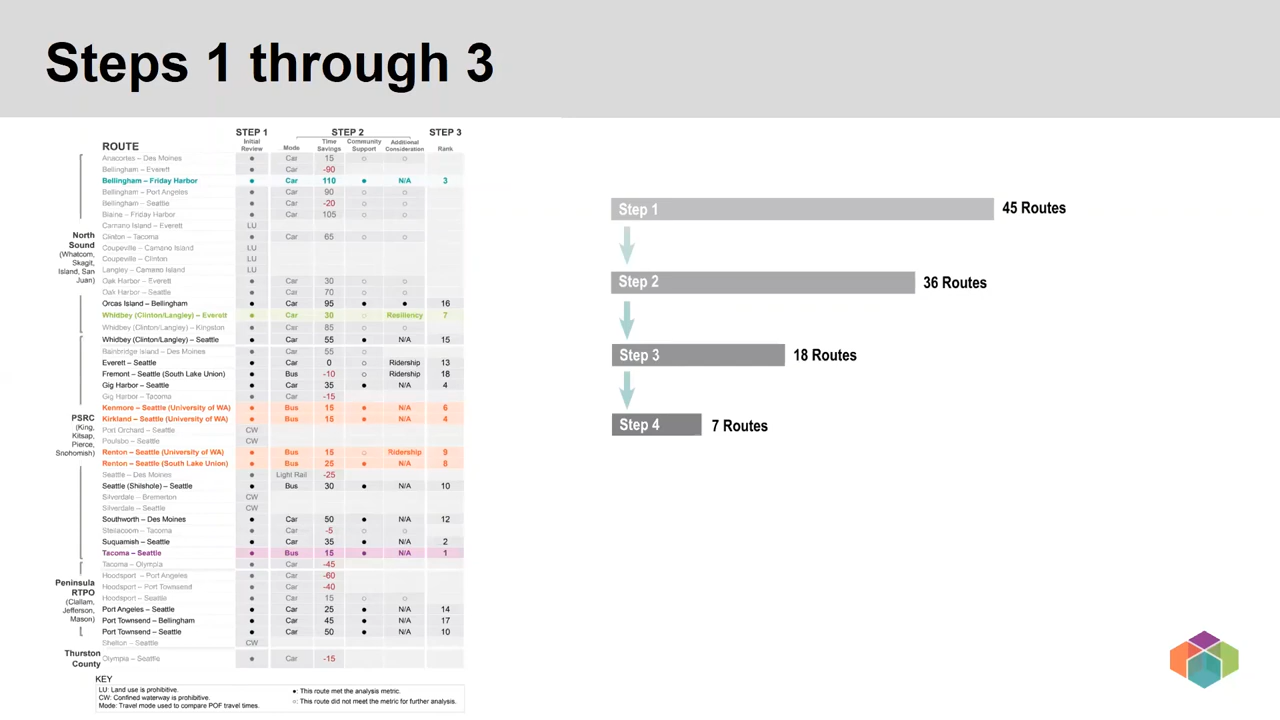 Steps 1 through 3
STEP 1 STEP 2 STEP 3
ROUTE Initial Review Mode Time Savings Community Support Additional Consideration Rank
Anacortes – Des Moines ● Car 15 ○ ○
Bellingham – Everett ● Car -90
Bellingham – Friday Harbor ● Car 110 ● N/A 3
Bellingham – Port Angeles ● Car 90 ○ ○
Bellingham – Seattle ● Car -20 ○ ○
Blaine – Friday Harbor ● Car 105 ○ ○
Camano Island – Everett LU
Clinton – Tacoma ● Car 65 ○ ○
Coupeville – Camano Island LU
Coupeville – Clinton LU
Langley – Camano Island LU
Oak Harbor – Everett ● Car 30 ○ ○
Oak Harbor – Seattle ● Car 70 ○ ○
Orcas Island – Bellingham ● Car 95 ● ● 16
Whidbey (Clinton/Langley) – Everett ● Car 30 ○ Resiliency 7
Whidbey (Clinton/Langley) – Kingston ● Car 85 ○ ○
Whidbey (Clinton/Langley) – Seattle ● Car 55 ● N/A 15
North Sound (Whatcom, Skagit, Island, San Juan)
Bainbridge Island – Des Moines ● Car 55 ○
Everett – Seattle ● Car 0 ○ Ridership 13
Fremont – Seattle (South Lake Union) ● Bus -10 ○ Ridership 18
Gig Harbor – Seattle ● Car 35 ● N/A 4
Gig Harbor – Tacoma ● Car -15
Kenmore – Seattle (University of WA) ● Bus 15 ● N/A 6
Kirkland – Seattle (University of WA) ● Bus 15 ● N/A 4
Port Orchard – Seattle CW
Poulsbo – Seattle CW
Renton – Seattle (University of WA) ● Bus 15 ○ Ridership 9
Renton – Seattle (South Lake Union) ● Bus 25 ● N/A 8
Seattle – Des Moines ● Light Rail -25
Seattle (Shilshole) – Seattle ● Bus 30 ● N/A 10
Silverdale – Bremerton CW
Silverdale – Seattle CW
Southworth – Des Moines ● Car 50 ● N/A 12
Steilacoom – Tacoma ● Car -5 ○ ○
Suquamish – Seattle ● Car 35 ● N/A 2
Tacoma – Seattle ● Bus 15 ● N/A 1
Tacoma – Olympia ● Car -45
PSRC (King, Kitsap, Pierce, Snohomish)
Hoodsport – Port Angeles ● Car -60
Hoodsport – Port Townsend ● Car -40
Hoodsport – Seattle ● Car 15 ○ ○
Port Angeles – Seattle ● Car 25 ● N/A 14
Port Townsend – Bellingham ● Car 45 ● N/A 17
Port Townsend – Seattle ● Car 50 ● N/A 10
Shelton – Seattle CW
Peninsula RTPO (Clallam, Jefferson, Mason)
Thurston County Olympia – Seattle ● Car -15
KEY
LU: Land use is prohibitive.
CW: Confined waterway is prohibitive.
Mode: Travel mode used to compare POF travel times.
●: This route met the analysis metric.
○: This route did not meet the metric for further analysis.
Step 1 45 Routes
Step 2 36 Routes
Step 3 18 Routes
Step 4 7 Routes